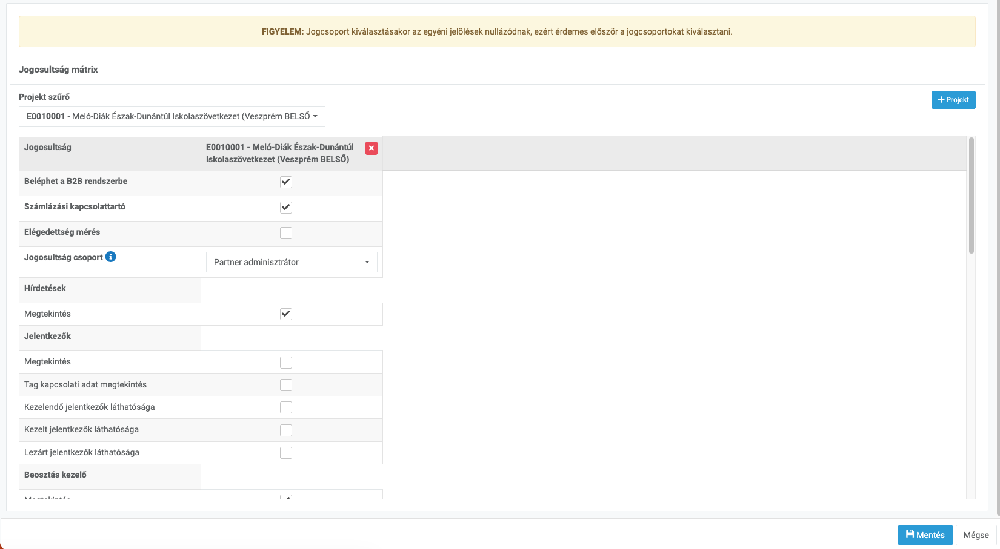 FIGYELEM: Jogcsoport kiválasztásakor az egyéni jelölések nullázódnak, ezért érdemes először a jogcsoportokat kiválasztani.
Jogosultság mátrix
Projekt szűrő
Projekt
E0010001 - Meló-Diák Észak-Dunántúl Iskolaszövetkezet (Veszprém BELSŐ
Jogosultság
E0010001 - Meló-Diák Észak-Dunántúl
Iskolaszövetkezet (Veszprém BELSŐ)
Beléphet a B2B rendszerbe
Számlázási kapcsolattartó
Elégedettség mérés
Jogosultság csoport
Partner adminisztrátor
Hírdetések
Megtekintés
Jelentkezők
Megtekintés
Tag kapcsolati adat megtekintés
Kezelendő jelentkezők láthatósága
Kezelt jelentkezők láthatósága
Lezárt jelentkezők láthatósága
Beosztás kezelő
Mentés
Mégse